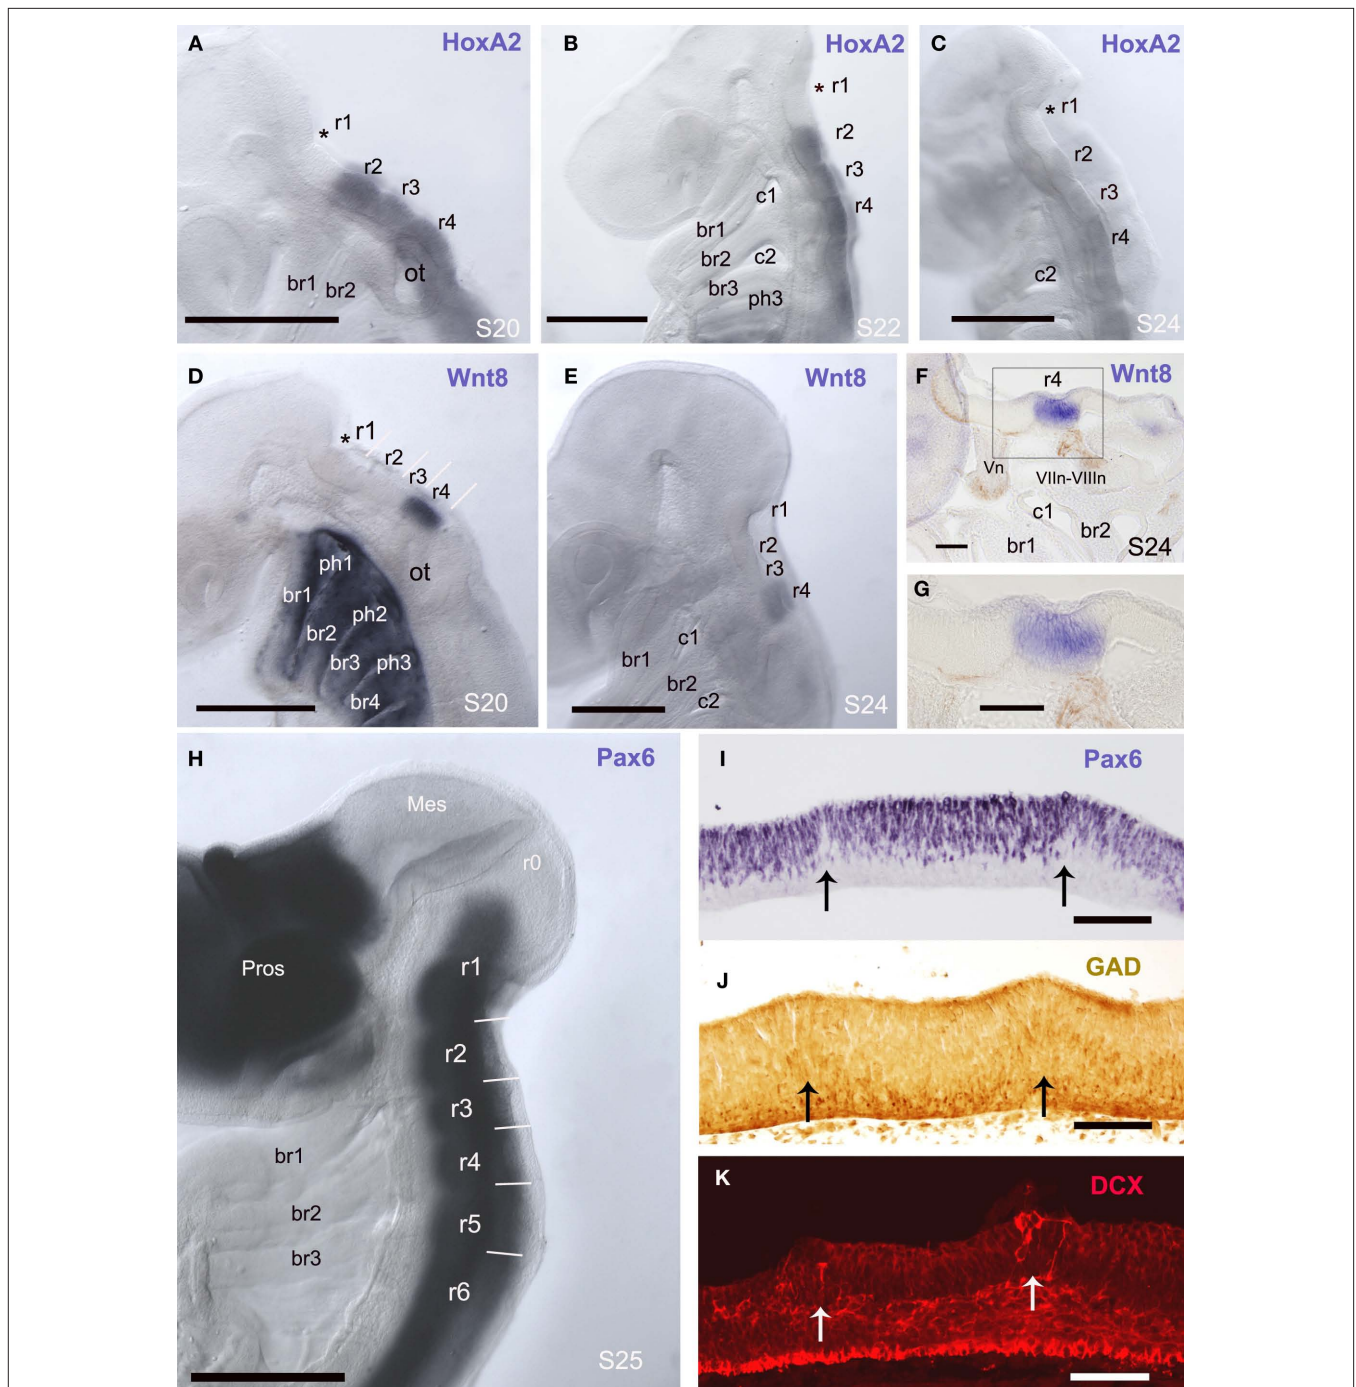 A HoxA2
* r1
r2
r3
r4
ot
br1 br2
S20
B HoxA2
* r1
r2
r3
r4
c1
br1
br2 c2
br3
ph3
S22
C HoxA2
* r1
r2
r3
r4
c2
S24
D Wnt8
* r1
r2
r3
r4
ph1
ot
br1
ph2
br2
br3 ph3
br4
S20
E Wnt8
r1
r2
r3
r4
c1
br1
br2
c2
S24
F Wnt8
r4
Vn
VIIn-VIIIn
c1
br2
br1
S24
G
H Pax6
Mes
r0
Pros
r1
r2
r3
r4
r5
r6
br1
br2
br3
S25
I Pax6
J GAD
K DCX